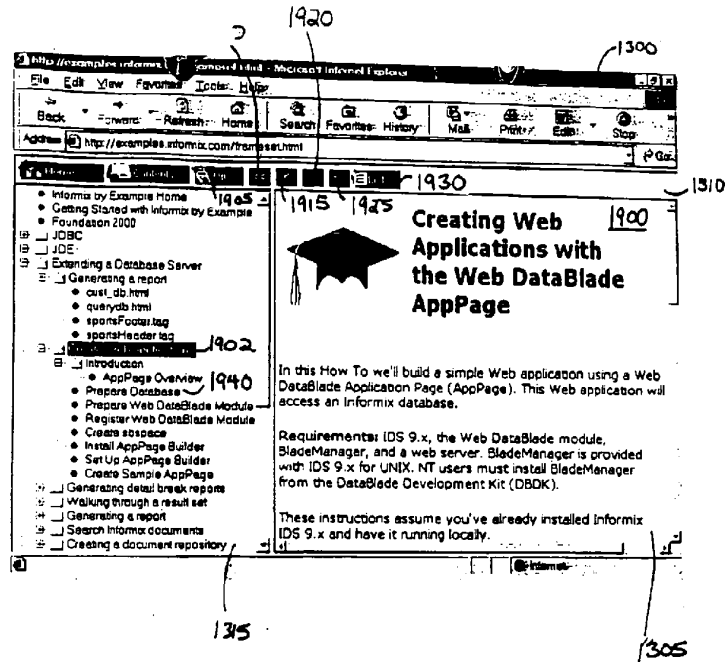 1920
1300
http://examples.informix - Microsoft Internet Explorer
File Edit View Favorites Tools Help
Back Forward Refresh Home Search Favorites History Mail Print Edit Stop
Address http://examples.informix.com/frameset.html Go
1905
1915
1925
1930
1310
Informix by Example Home
Getting Started with Informix by Example
Foundation 2000
JDBC
JDE
Extending a Database Server
Generating a report
cust_db.html
querydb.html
sportsFooter.tag
sportsHeader.tag
1902
Introduction
AppPage Overview
Prepare Database
1940
Prepare Web DataBlade Module
Register Web DataBlade Module
Create sbspace
Install AppPage Builder
Set Up AppPage Builder
Create Sample AppPage
Generating detail break reports
Walking through a result set
Generating a report
Search Informix documents
Creating a document repository
Creating Web
Applications with
the Web DataBlade
AppPage
1900
In this How To we'll build a simple Web application using a Web
DataBlade Application Page (AppPage). This Web application will
access an Informix database.
Requirements: IDS 9.x, the Web DataBlade module,
BladeManager, and a web server. BladeManager is provided
with IDS 9.x for UNIX. NT users must install BladeManager
from the DataBlade Development Kit (DBDK).
These instructions assume you've already installed Informix
IDS 9.x and have it running locally.
Internet
1315
1305